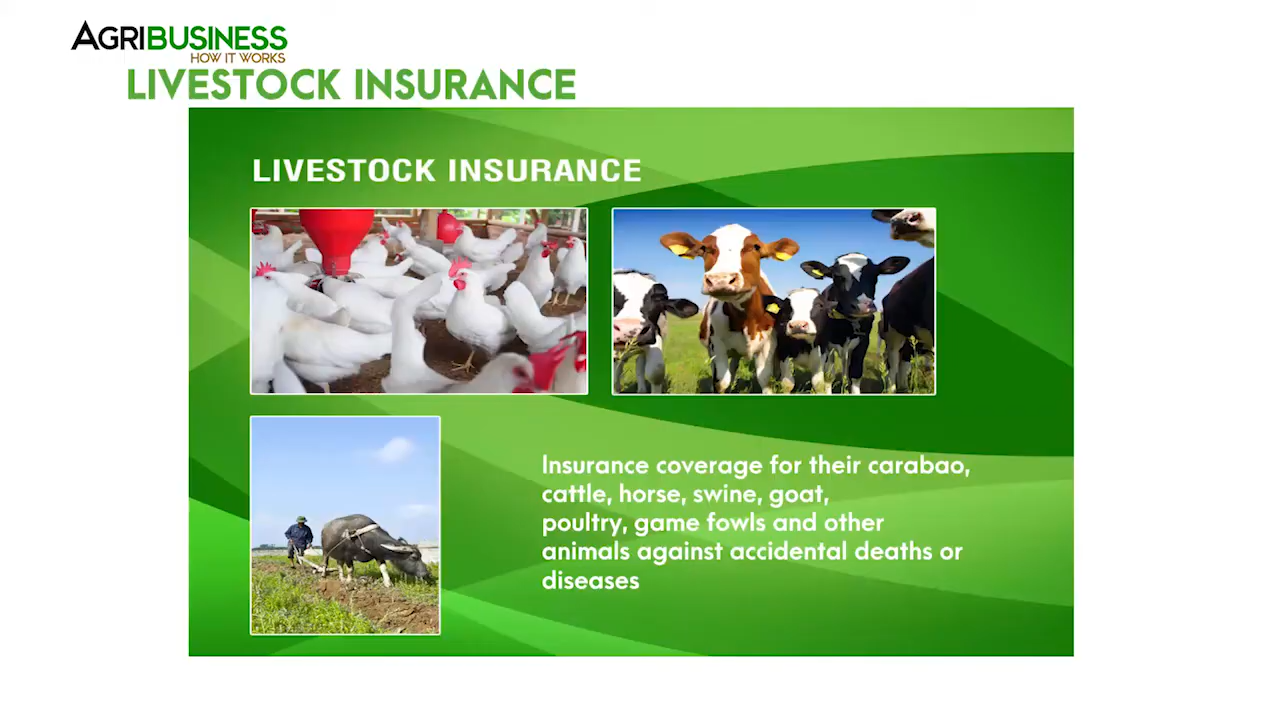 AGRIBUSINESS
HOW IT WORKS
LIVESTOCK INSURANCE
LIVESTOCK INSURANCE
Insurance coverage for their carabao,
cattle, horse, swine, goat,
poultry, game fowls and other
animals against accidental deaths or
diseases